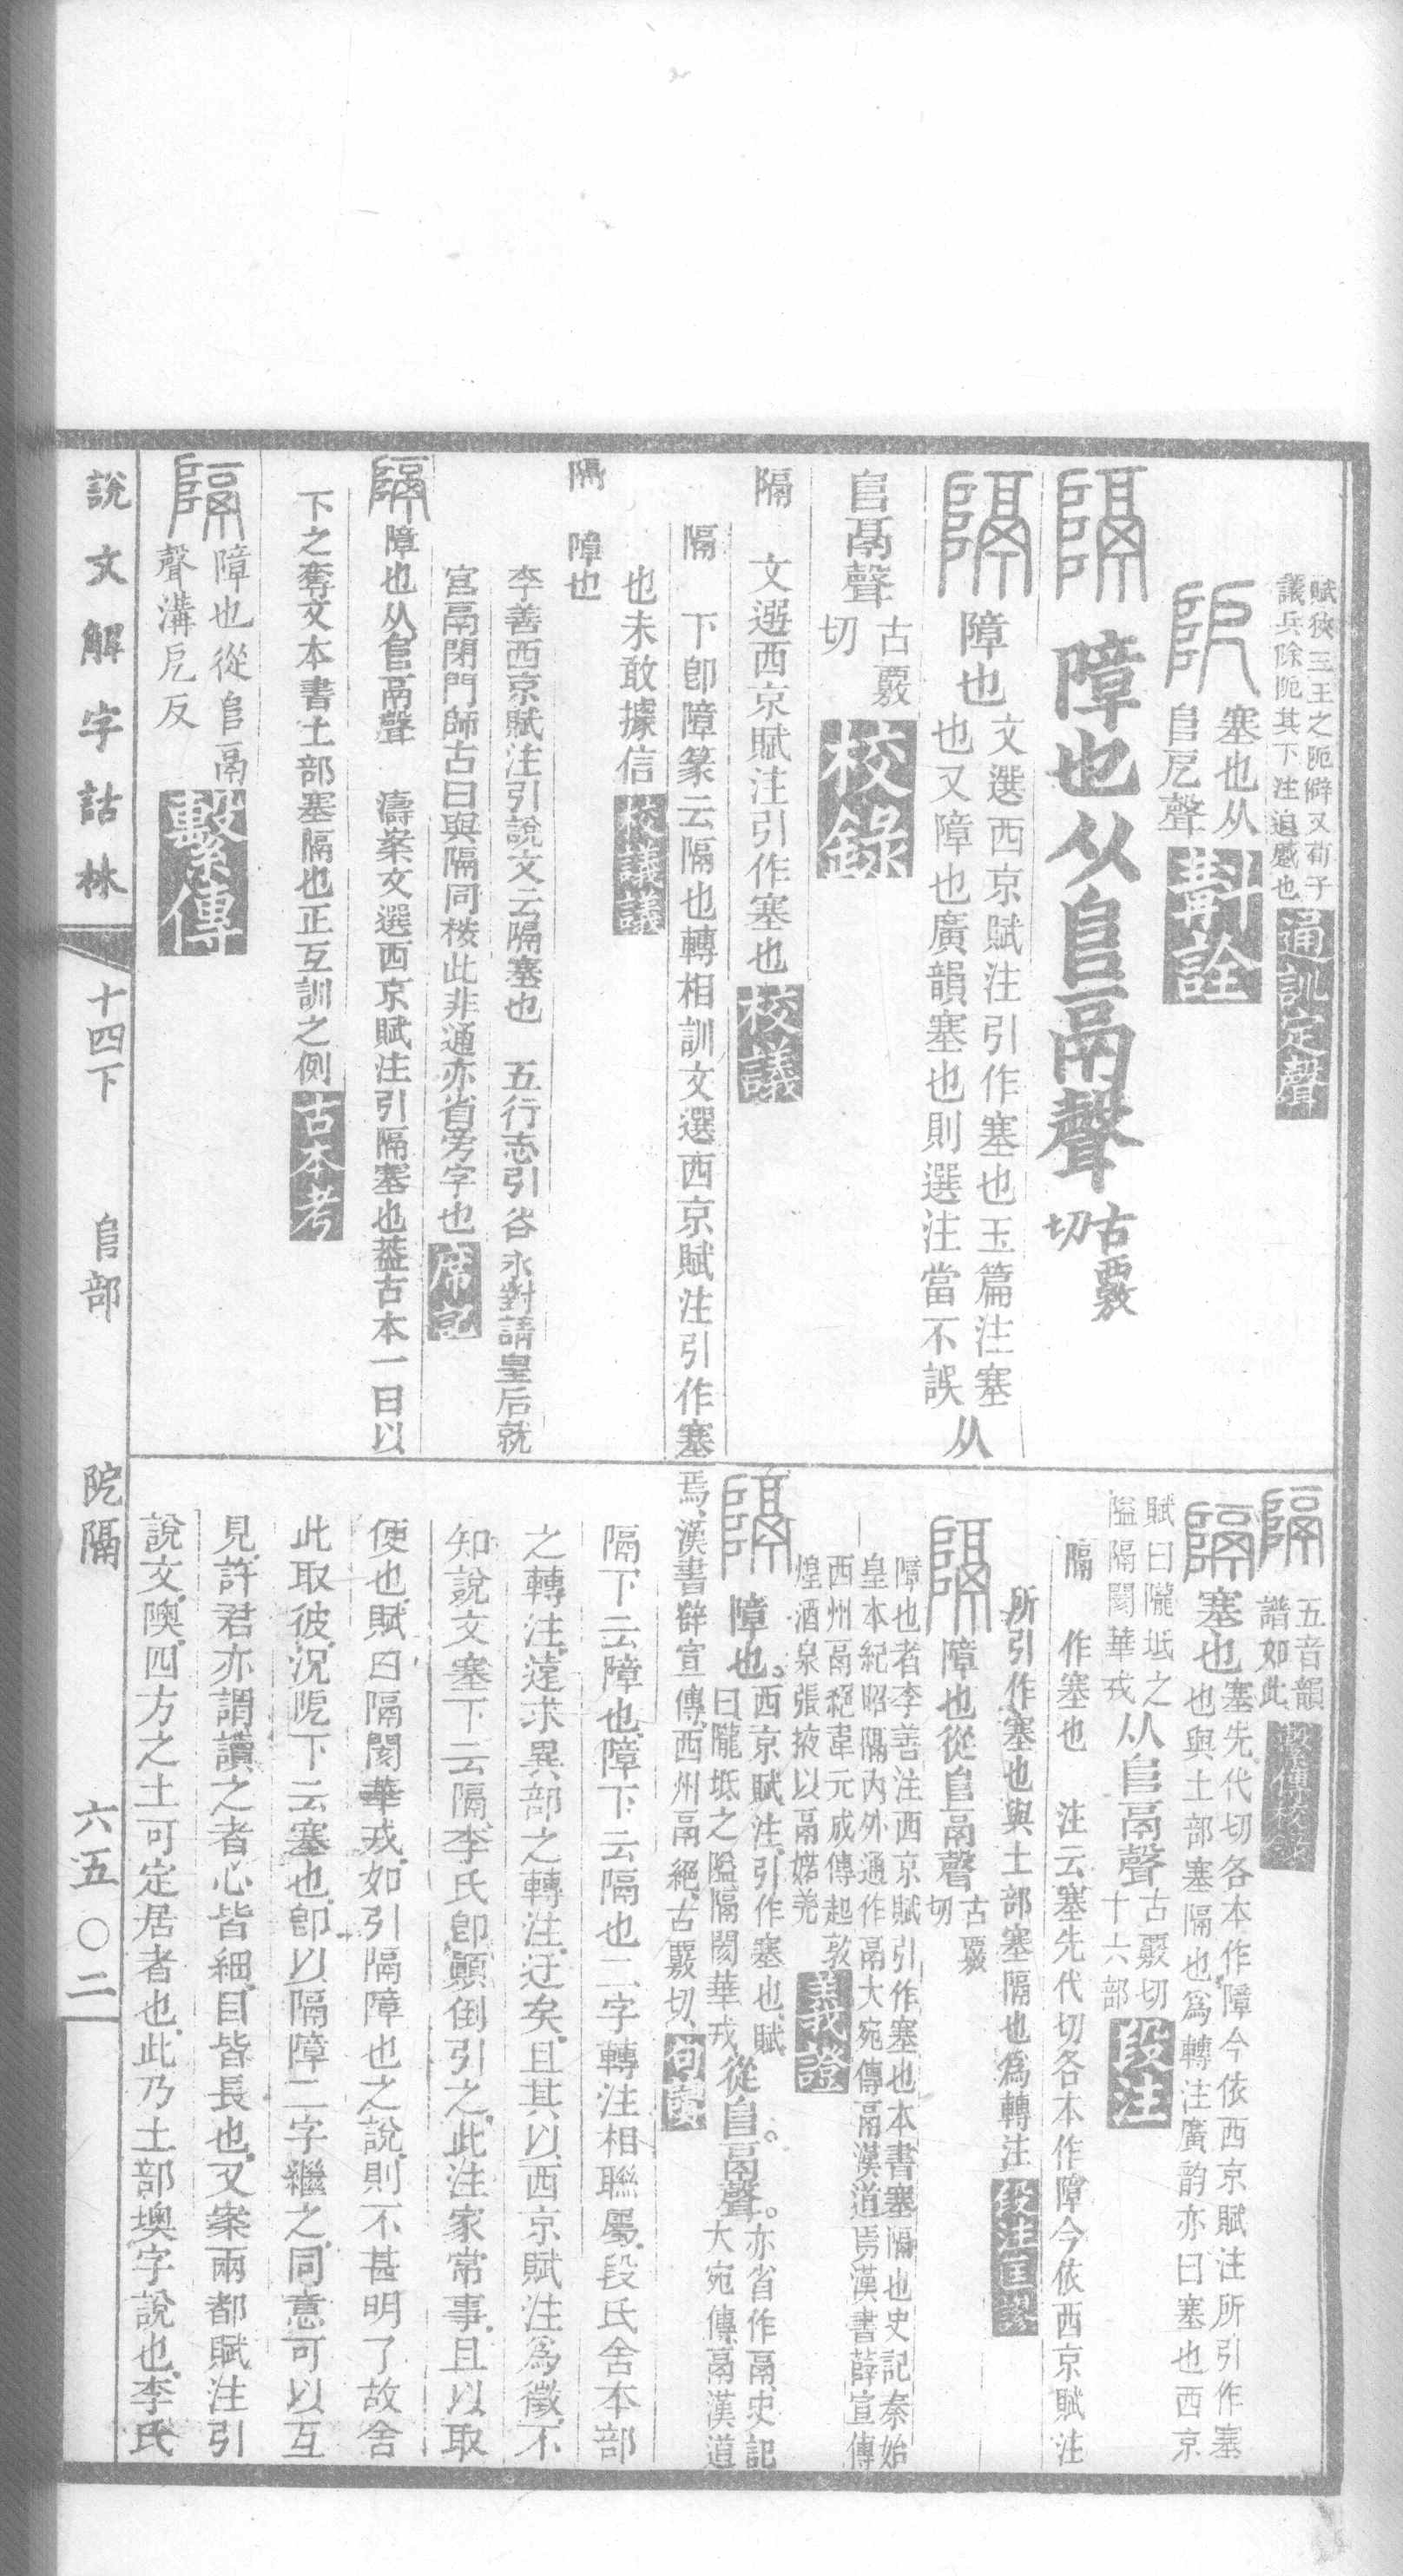 賦狹三王之阸僻又荀子
議兵除阸其下注迫蹙也
通訓定聲
塞也从
𨸏戹聲
斠詮
隔
障也从𨸏鬲聲
古覈
切
隔
障也
文選西京賦注引作塞也玉篇注塞
也又障也廣韻塞也則選注當不誤
从
𨸏鬲聲
古覈
切
校錄
隔 文選西京賦注引作塞也
校議
隔 下卽障篆云隔也轉相訓文選西京賦注引作塞
也未敢據信
校議議
隔 障也
李善西京賦注引說文云隔塞也 五行志引谷永對請皇后就
宮鬲閉門師古曰與隔同桉此非通亦省旁字也
席記
隔
障也从𨸏鬲聲 濤案文選西京賦注引隔塞也葢古本一曰以
下之奪文本書土部塞隔也正互訓之例
古本考
隔
障也從𨸏鬲
聲溝戹反
繫傳
隔
五音韻
譜如此
繫傳校錄
隔
塞也
塞先代切各本作障今依西京賦注所引作塞
也與土部塞隔也爲轉注廣韵亦曰塞也西京
賦曰隴坻之
隘隔閡華戎
从𨸏鬲聲
古覈切
十六部
段注
隔 作塞也 注云塞先代切各本作障今依西京賦注
所引作塞也與土部塞隔也爲轉注
段注匡謬
隔
障也從𨸏鬲聲
古覈
切
障也者李善注西京賦引作塞也本書塞隔也史記秦始
皇本紀昭隔內外通作鬲大宛傳鬲漢道焉漢書薛宣傳
西州鬲絕韋元成傳起敦
煌酒泉張掖以鬲婼羌
義證
隔
障也。
西京賦注引作塞也賦
曰隴坻之隘隔閡華戎
從𨸏。鬲聲。
亦省作鬲史記
大宛傳鬲漢道
焉漢書薛宣傳西州鬲絕古覈切
句讀
隔下云障也障下云隔也二字轉注相聯屬段氏舍本部
之轉注遠求異部之轉注迂矣且其以西京賦注爲徵不
知說文塞下云隔李氏卽顚倒引之此注家常事且以取
便也賦曰隔閡華戎如引隔障也之說則不甚明了故舍
此取彼況阸下云塞也卽以隔障二字繼之同意可以互
見許君亦謂讀之者心皆細目皆長也又案兩都賦注引
說文隩四方之土可定居者也此乃土部墺字說也李氏
說文解字詁林
十四下 𨸏部 阸隔 六五〇二